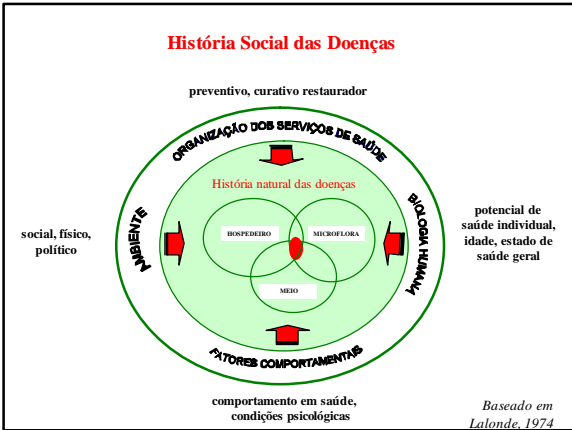 História Social das Doenças
preventivo, curativo restaurador
ORGANIZAÇÃO DOS SERVIÇOS DE SAÚDE
História natural das doenças
AMBIENTE
social, físico,
político
HOSPEDEIRO
MICROFLORA
MEIO
BIOLOGIA HUMANA
potencial de
saúde individual,
idade, estado de
saúde geral
FATORES COMPORTAMENTAIS
comportamento em saúde,
condições psicológicas
Baseado em
Lalonde, 1974